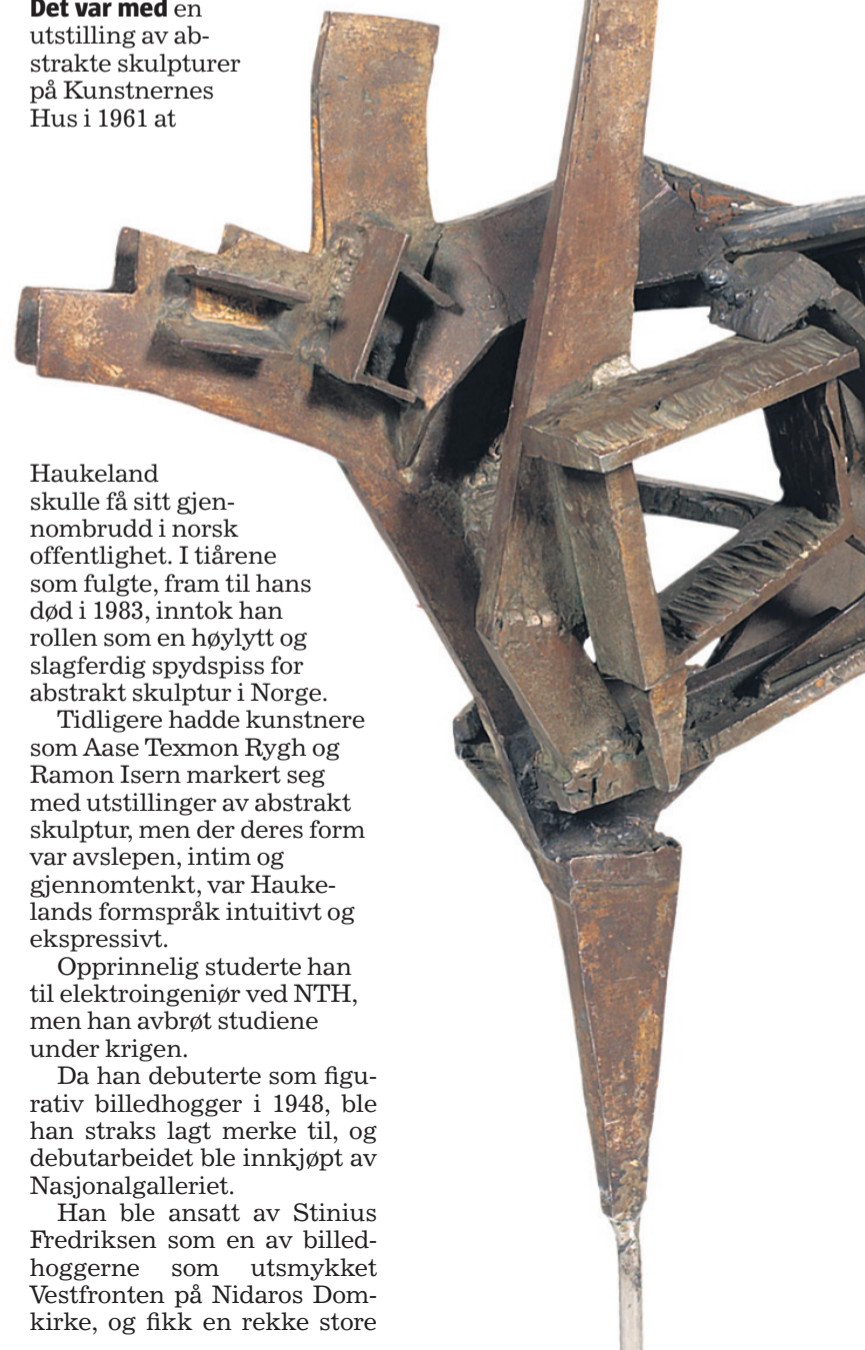 Det var med en
utstilling av ab-
strakte skulpturer
på Kunstnernes
Hus i 1961 at
Haukeland
skulle få sitt gjen-
nombrudd i norsk
offentlighet. I tiårene
som fulgte, fram til hans
død i 1983, inntok han
rollen som en høylytt og
slagferdig spydspiss for
abstrakt skulptur i Norge.
Tidligere hadde kunstnere
som Aase Texmon Rygh og
Ramon Isern markert seg
med utstillinger av abstrakt
skulptur, men der deres form
var avslepen, intim og
gjennomtenkt, var Hauke-
lands formspråk intuitivt og
ekspressivt.
Opprinnelig studerte han
til elektroingeniør ved NTH,
men han avbrøt studiene
under krigen.
Da han debuterte som figu-
rativ billedhogger i 1948, ble
han straks lagt merke til, og
debutarbeidet ble innkjøpt av
Nasjonalgalleriet.
Han ble ansatt av Stinius
Fredriksen som en av billed-
hoggerne som utsmykket
Vestfronten på Nidaros Dom-
kirke, og fikk en rekke store